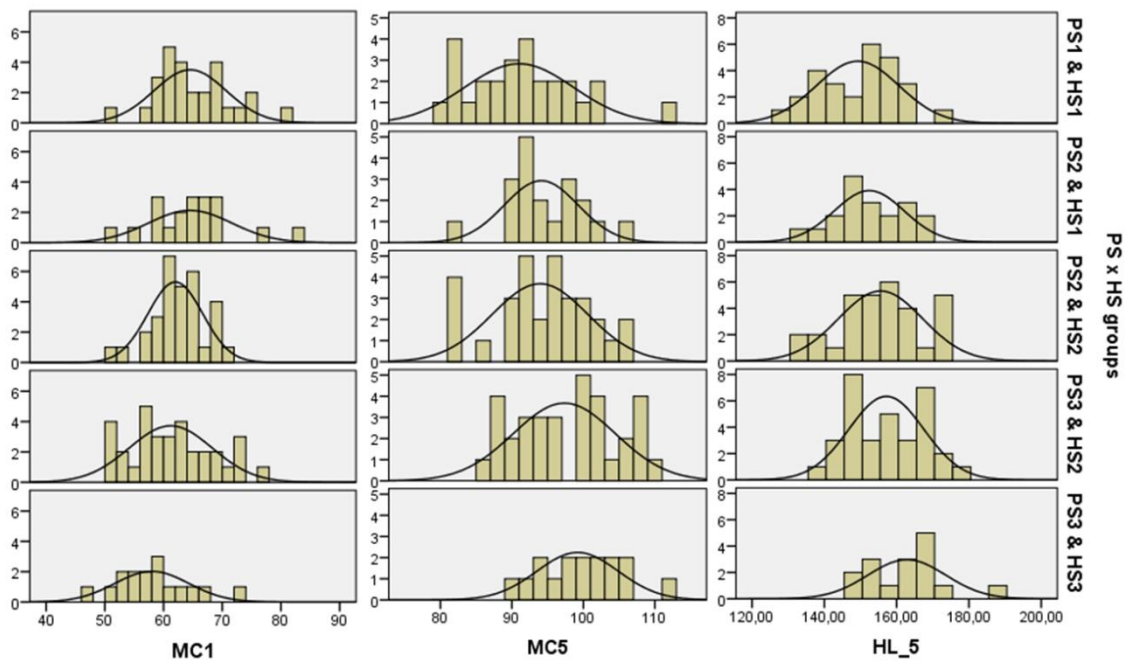 6 4 2 0
5 4 3 2 1 0
8 6 4 2 0
PS1 & HS1
6 4 2 0
5 4 3 2 1 0
8 6 4 2 0
PS2 & HS1
6 4 2 0
5 4 3 2 1 0
8 6 4 2 0
PS2 & HS2
6 4 2 0
5 4 3 2 1 0
8 6 4 2 0
PS3 & HS2
6 4 2 0
5 4 3 2 1 0
8 6 4 2 0
PS3 & HS3
PS x HS groups
40 50 60 70 80 90
80 90 100 110
120,00 140,00 160,00 180,00 200,00
MC1
MC5
HL_5